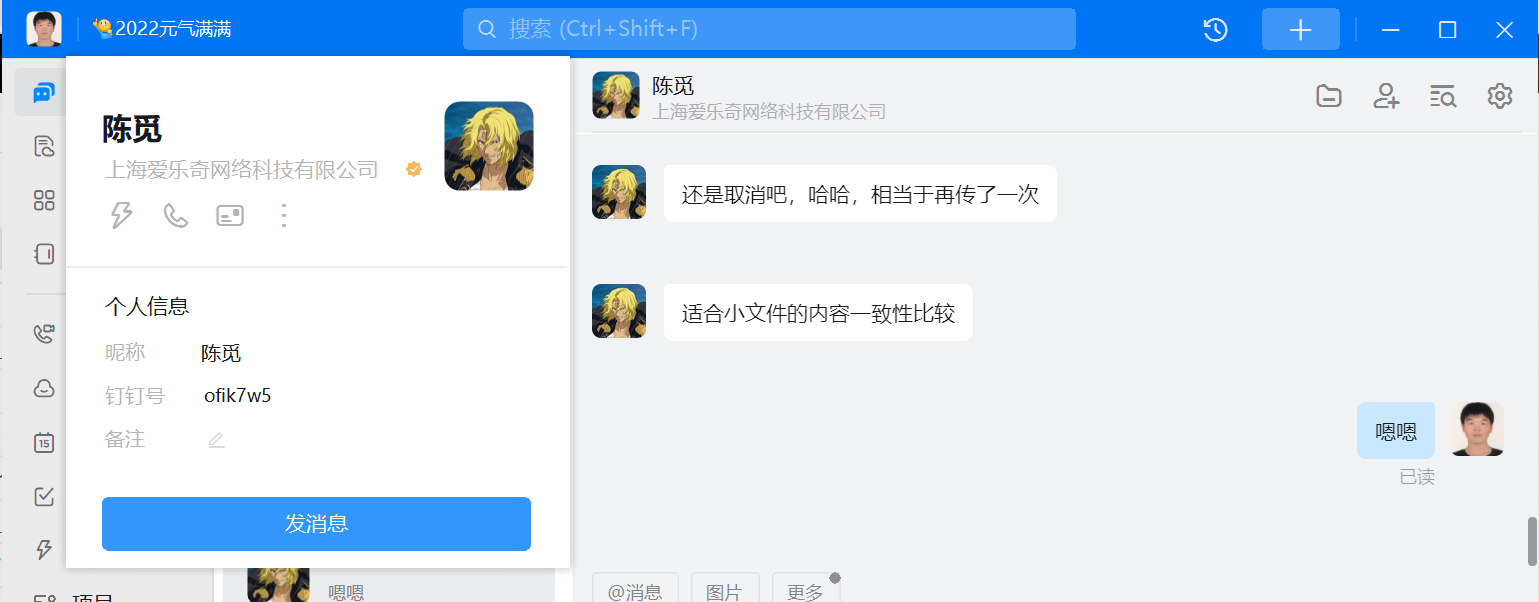 2022元气满满
搜索 (Ctrl+Shift+F)
陈觅
上海爱乐奇网络科技有限公司
个人信息
昵称 陈觅
钉钉号 ofik7w5
备注
发消息
15
项目
嗯嗯
陈觅
上海爱乐奇网络科技有限公司
还是取消吧，哈哈，相当于再传了一次
适合小文件的内容一致性比较
嗯嗯
已读
@消息 图片 更多